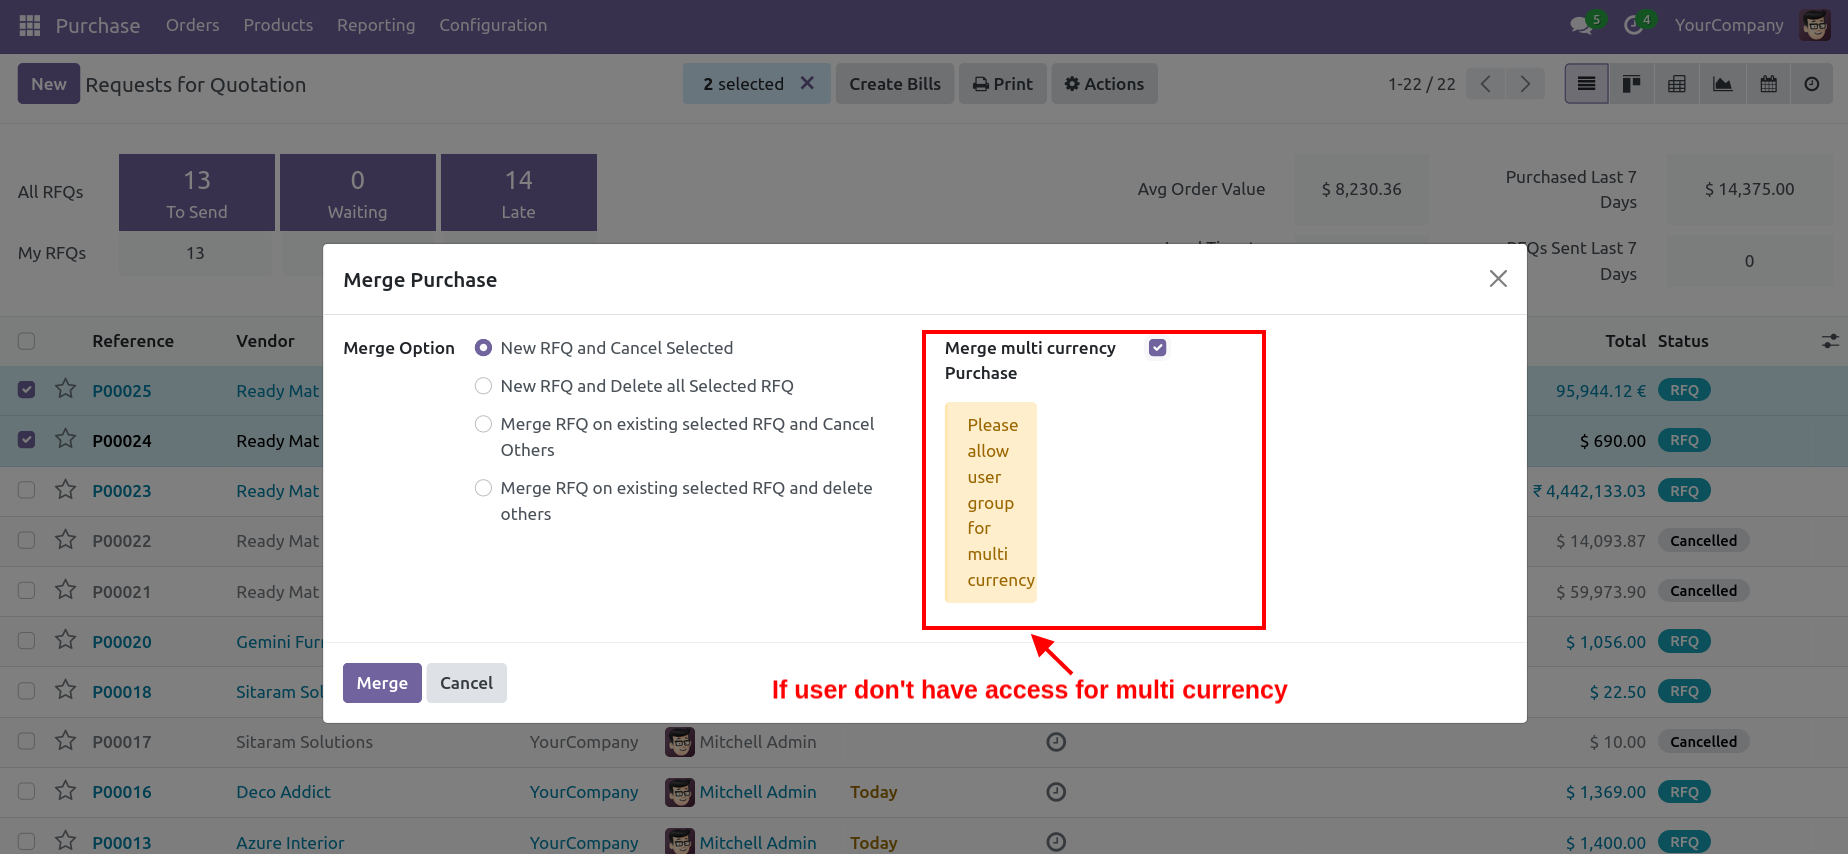 Purchase Orders Products Reporting Configuration 5 4 YourCompany
New Requests for Quotation 2 selected Create Bills Print Actions 1-22 / 22
All RFQs 13 To Send 0 Waiting 14 Late Avg Order Value $ 8,230.36 Purchased Last 7 Days $ 14,375.00
My RFQs 13 RFQs Sent Last 7 Days 0
Merge Purchase
Merge Option New RFQ and Cancel Selected
New RFQ and Delete all Selected RFQ
Merge RFQ on existing selected RFQ and Cancel
Others
Merge RFQ on existing selected RFQ and delete
others
Merge multi currency
Purchase
Please
allow
user
group
for
multi
currency
Merge Cancel
If user don't have access for multi currency
Reference Vendor Total Status
P00025 Ready Mat 95,944.12 € RFQ
P00024 Ready Mat $ 690.00 RFQ
P00023 Ready Mat ₹ 4,442,133.03 RFQ
P00022 Ready Mat $ 14,093.87 Cancelled
P00021 Ready Mat $ 59,973.90 Cancelled
P00020 Gemini Furn $ 1,056.00 RFQ
P00018 Sitaram Sol $ 22.50 RFQ
P00017 Sitaram Solutions YourCompany Mitchell Admin $ 10.00 Cancelled
P00016 Deco Addict YourCompany Mitchell Admin Today $ 1,369.00 RFQ
P00013 Azure Interior YourCompany Mitchell Admin Today $ 1,400.00 RFQ